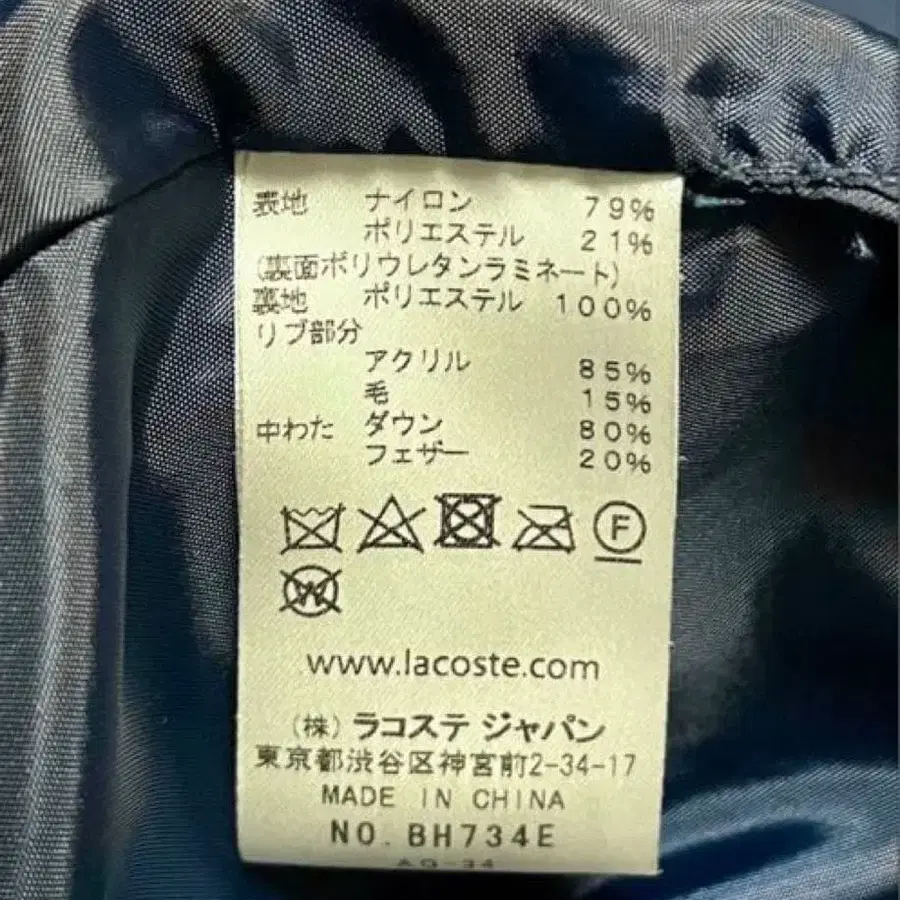 表地 ナイロン 79%
ポリエステル 21%
(裏面ポリウレタンラミネート)
裏地 ポリエステル 100%
リブ部分
アクリル 85%
毛 15%
中わた ダウン 80%
フェザー 20%
F
W
www.lacoste.com
(株) ラコステ ジャパン
東京都渋谷区神宮前2-34-17
MADE IN CHINA
NO. BH734E